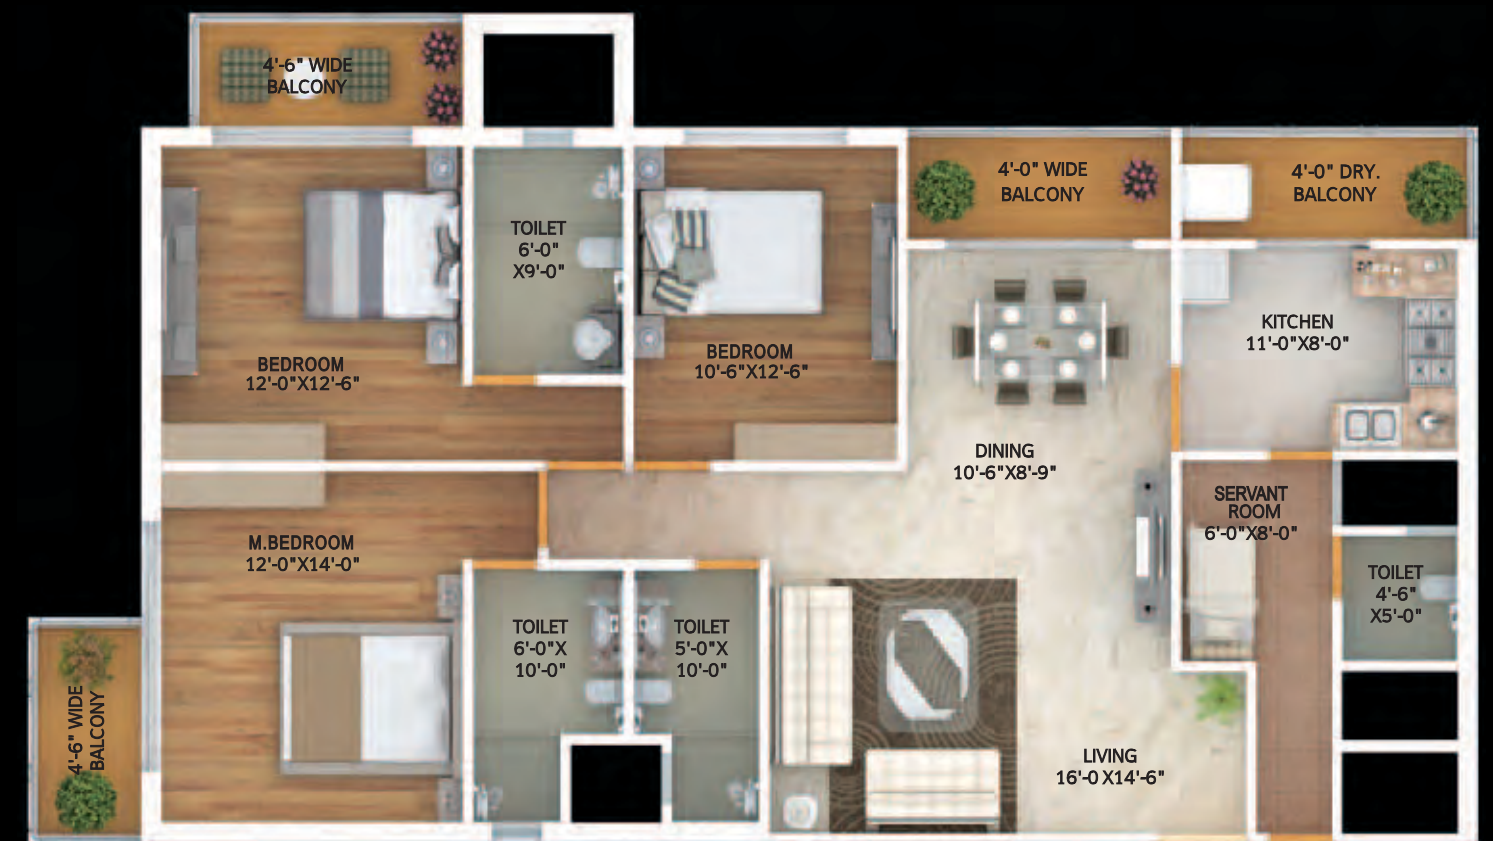 4'-6" WIDE
BALCONY
4'-0" WIDE
BALCONY
4'-0" DRY.
BALCONY
TOILET
6'-0"
X9'-0"
BEDROOM
12'-0"X12'-6"
BEDROOM
10'-6"X12'-6"
KITCHEN
11'-0"X8'-0"
DINING
10'-6"X8'-9"
SERVANT
ROOM
6'-0"X8'-0"
M.BEDROOM
12'-0"X14'-0"
TOILET
4'-6"
X5'-0"
TOILET
6'-0"X
10'-0"
TOILET
5'-0"X
10'-0"
4'-6" WIDE
BALCONY
LIVING
16'-0 X14'-6"